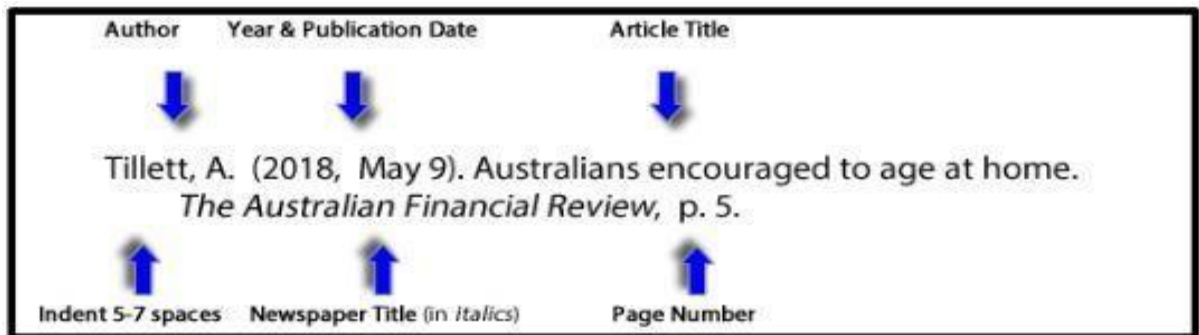 Author Year & Publication Date Article Title
Tillett, A. (2018, May 9). Australians encouraged to age at home.
The Australian Financial Review, p. 5.
Indent 5-7 spaces Newspaper Title (in italics) Page Number